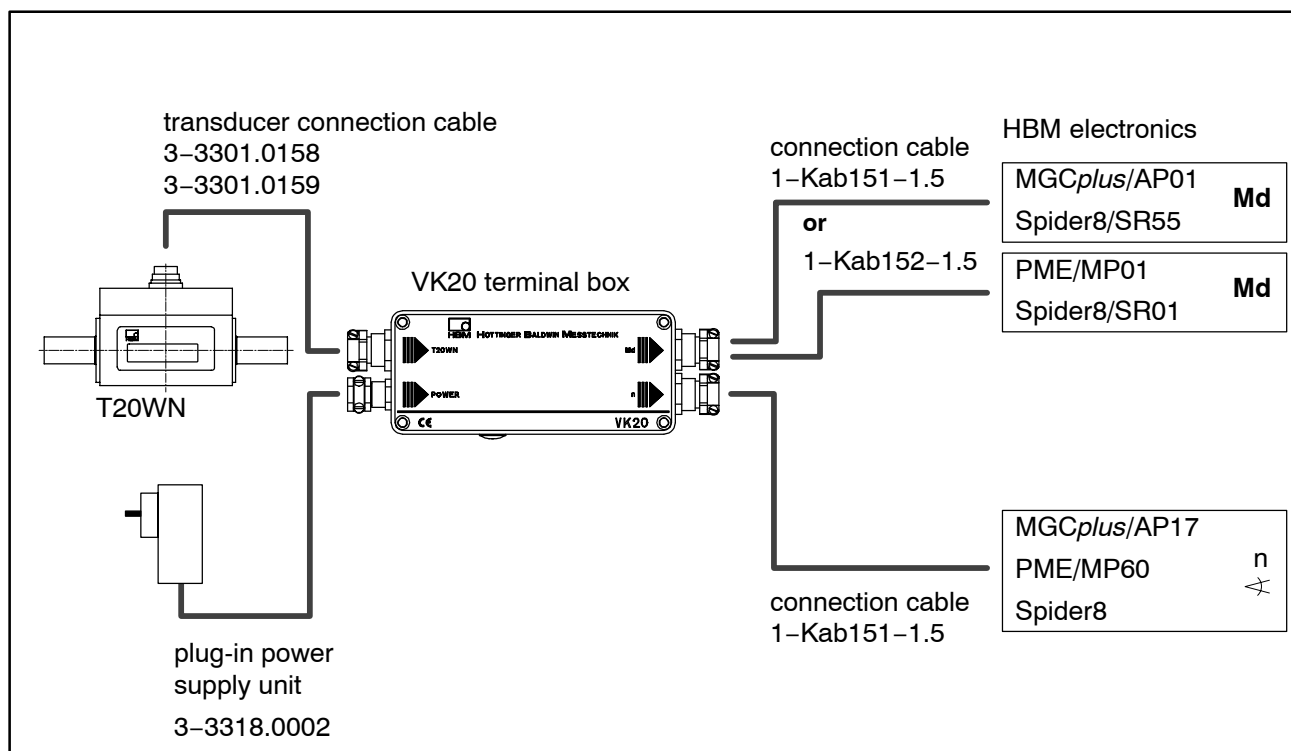 transducer connection cable
3−3301.0158
3−3301.0159
T20WN
plug-in power
supply unit
3−3318.0002
VK20 terminal box
HBM HOTTINGER BALDWIN MESSTECHNIK
T20WN
Md
POWER
n
CE
VK20
connection cable
1−Kab151−1.5
or
1−Kab152−1.5
connection cable
1−Kab151−1.5
HBM electronics
MGCplus/AP01
Md
Spider8/SR55
PME/MP01
Md
Spider8/SR01
MGCplus/AP17
n
PME/MP60
Spider8